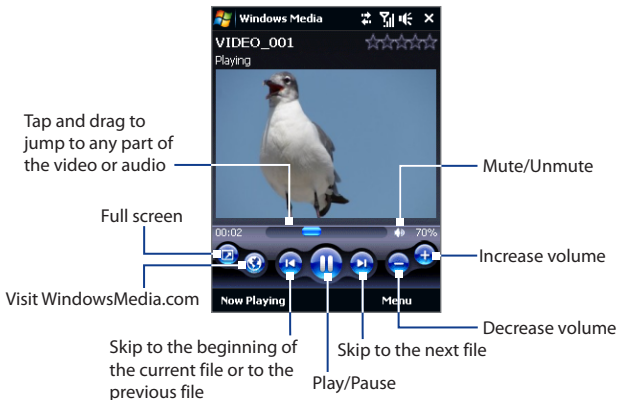 Windows Media
VIDEO_001
Playing
Tap and drag to
jump to any part of
the video or audio
Mute/Unmute
Full screen
00:02
70%
Increase volume
Visit WindowsMedia.com
Now Playing
Menu
Decrease volume
Skip to the beginning of
the current file or to the
previous file
Skip to the next file
Play/Pause